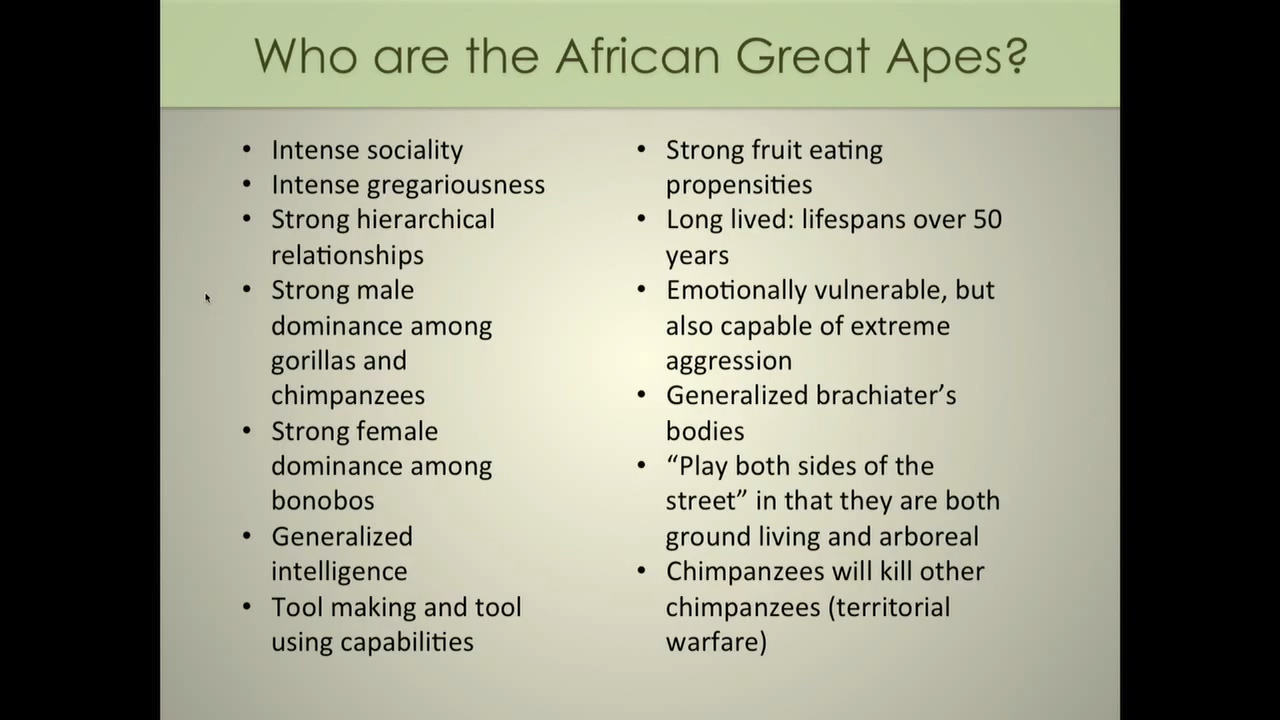 Who are the African Great Apes?
• Intense sociality
• Intense gregariousness
• Strong hierarchical
relationships
• Strong male
dominance among
gorillas and
chimpanzees
• Strong female
dominance among
bonobos
• Generalized
intelligence
• Tool making and tool
using capabilities
• Strong fruit eating
propensities
• Long lived: lifespans over 50
years
• Emotionally vulnerable, but
also capable of extreme
aggression
• Generalized brachiater’s
bodies
• “Play both sides of the
street” in that they are both
ground living and arboreal
• Chimpanzees will kill other
chimpanzees (territorial
warfare)